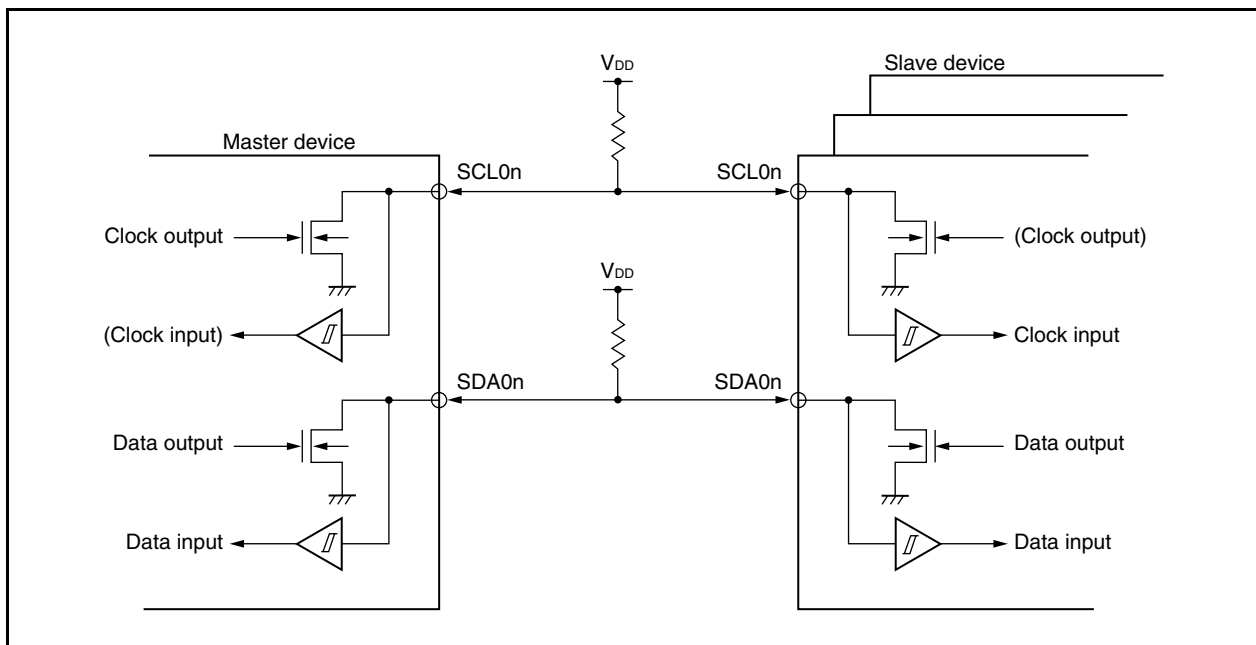 VDD
Slave device
Master device
SCL0n
SCL0n
Clock output
(Clock output)
VDD
(Clock input)
Clock input
SDA0n
SDA0n
Data output
Data output
Data input
Data input